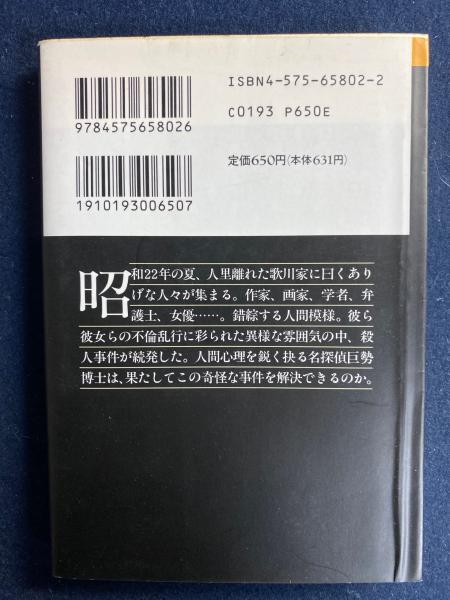 ISBN4-575-65802-2
C0193 P650E
9784575658026
定価650円(本体631円)
1910193006507
昭和22年の夏、人里離れた歌川家に曰くあり
げな人々が集まる。作家、画家、学者、弁
護士、女優……。錯綜する人間模様。彼ら
彼女らの不倫乱行に彩られた異様な雰囲気の中、殺
人事件が続発した。人間心理を鋭く抉る名探偵巨勢
博士は、果たしてこの奇怪な事件を解決できるのか。